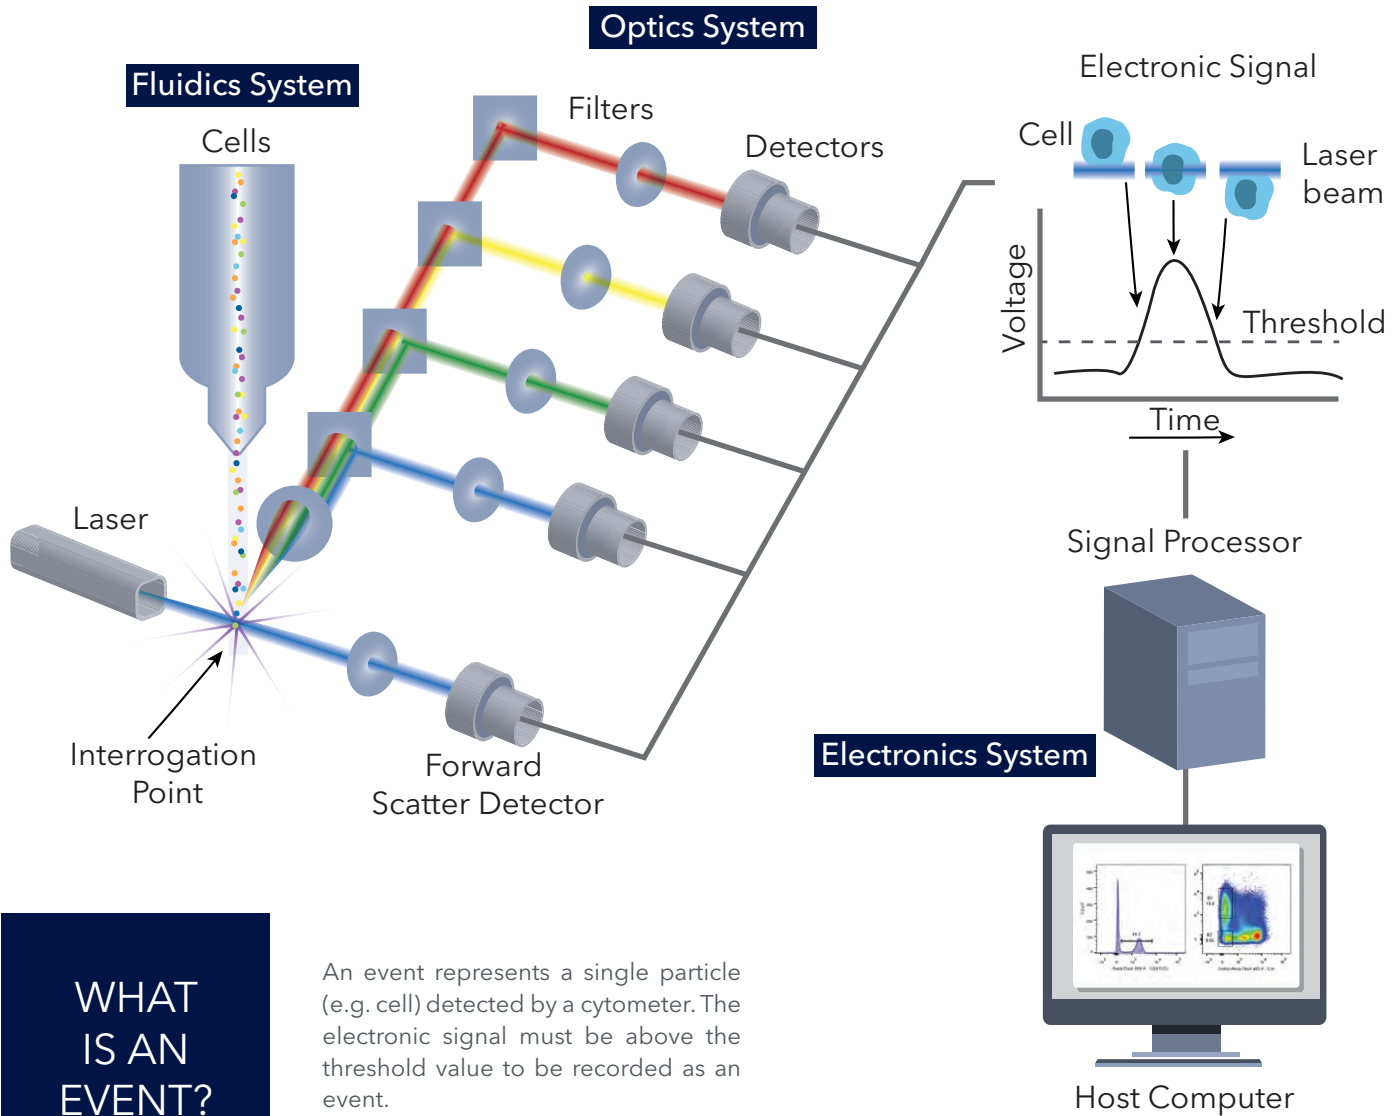 Optics System
Fluidics System
Cells
Filters
Detectors
Electronic Signal
Cell
Laser
beam
Voltage
Threshold
Time
Laser
Interrogation
Point
Forward
Scatter Detector
Signal Processor
Electronics System
Host Computer
WHAT
IS AN
EVENT?
An event represents a single particle
(e.g. cell) detected by a cytometer. The
electronic signal must be above the
threshold value to be recorded as an
event.